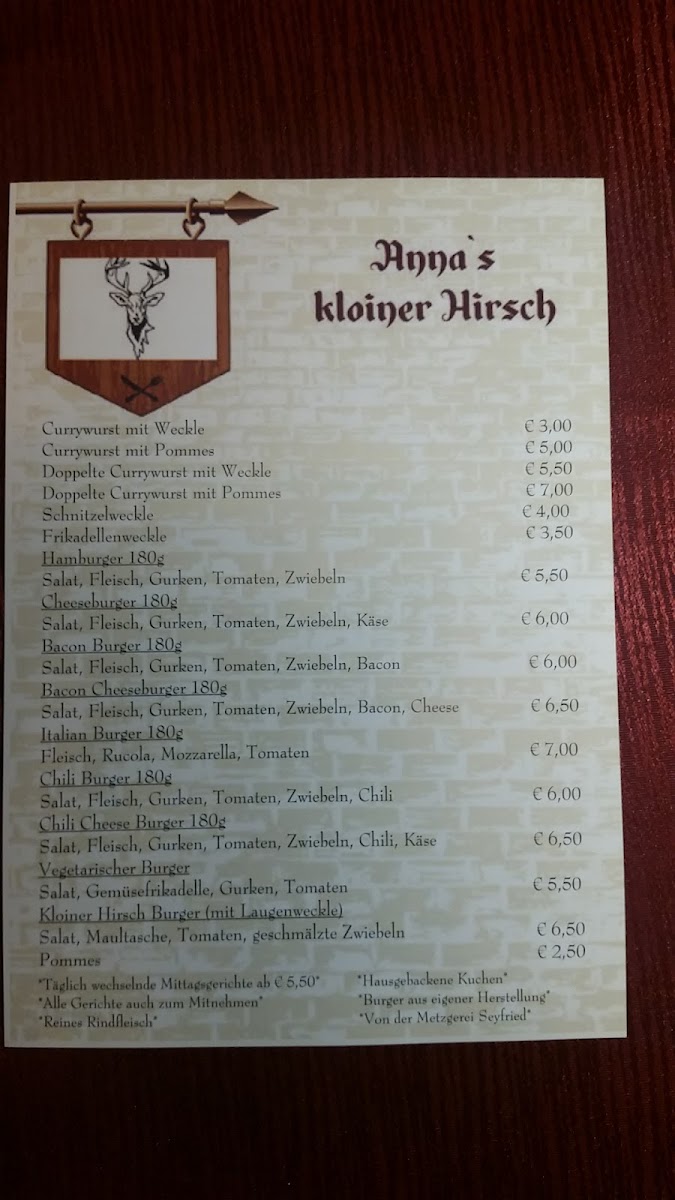 Anna`s
kloiner Hirsch
Currywurst mit Weckle € 3,00
Currywurst mit Pommes € 5,00
Doppelte Currywurst mit Weckle € 5,50
Doppelte Currywurst mit Pommes € 7,00
Schnitzelweckle € 4,00
Frikadellenweckle € 3,50
Hamburger 180g
Salat, Fleisch, Gurken, Tomaten, Zwiebeln € 5,50
Cheeseburger 180g
Salat, Fleisch, Gurken, Tomaten, Zwiebeln, Käse € 6,00
Bacon Burger 180g
Salat, Fleisch, Gurken, Tomaten, Zwiebeln, Bacon € 6,00
Bacon Cheeseburger 180g
Salat, Fleisch, Gurken, Tomaten, Zwiebeln, Bacon, Cheese € 6,50
Italian Burger 180g
Fleisch, Rucola, Mozzarella, Tomaten € 7,00
Chili Burger 180g
Salat, Fleisch, Gurken, Tomaten, Zwiebeln, Chili € 6,00
Chili Cheese Burger 180g
Salat, Fleisch, Gurken, Tomaten, Zwiebeln, Chili, Käse € 6,50
Vegetarischer Burger
Salat, Gemüsefrikadelle, Gurken, Tomaten € 5,50
Kloiner Hirsch Burger (mit Laugenweckle)
Salat, Maultasche, Tomaten, geschmälzte Zwiebeln € 6,50
Pommes € 2,50
*Täglich wechselnde Mittagsgerichte ab € 5,50*
*Alle Gerichte auch zum Mitnehmen*
*Reines Rindfleisch*
*Hausgebackene Kuchen*
*Burger aus eigener Herstellung*
*Von der Metzgerei Seyfried*